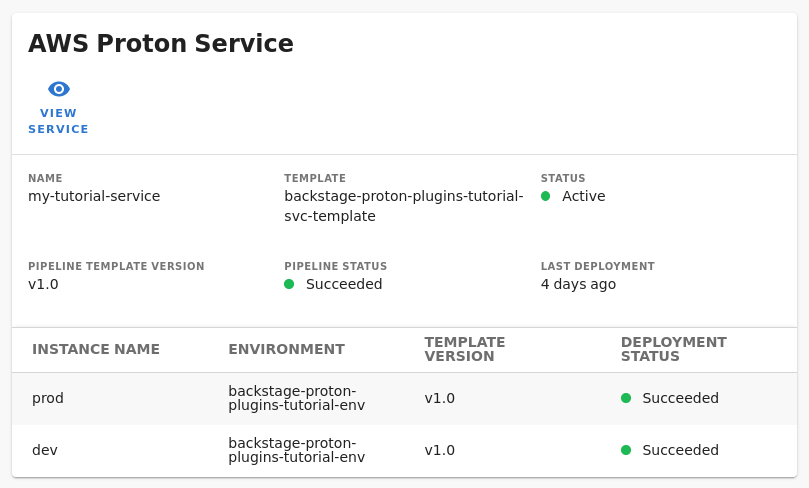 AWS Proton Service
VIEW
SERVICE
NAME
my-tutorial-service
TEMPLATE
backstage-proton-plugins-tutorial-
svc-template
STATUS
Active
PIPELINE TEMPLATE VERSION
v1.0
PIPELINE STATUS
Succeeded
LAST DEPLOYMENT
4 days ago
INSTANCE NAME
ENVIRONMENT
TEMPLATE
VERSION
DEPLOYMENT
STATUS
prod
backstage-proton-
plugins-tutorial-env
v1.0
Succeeded
dev
backstage-proton-
plugins-tutorial-env
v1.0
Succeeded